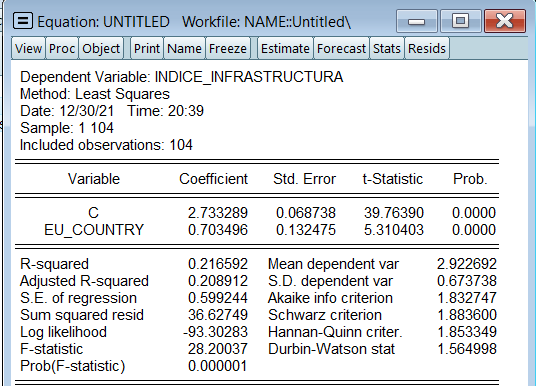 Equation: UNTITLED Workfile: NAME::Untitled\
View Proc Object Print Name Freeze Estimate Forecast Stats Resids
Dependent Variable: INDICE_INFRASTRUCTURA
Method: Least Squares
Date: 12/30/21 Time: 20:39
Sample: 1 104
Included observations: 104
Variable Coefficient Std. Error t-Statistic Prob.
C 2.733289 0.068738 39.76390 0.0000
EU_COUNTRY 0.703496 0.132475 5.310403 0.0000
R-squared 0.216592 Mean dependent var 2.922692
Adjusted R-squared 0.208912 S.D. dependent var 0.673738
S.E. of regression 0.599244 Akaike info criterion 1.832747
Sum squared resid 36.62749 Schwarz criterion 1.883600
Log likelihood -93.30283 Hannan-Quinn criter. 1.853349
F-statistic 28.20037 Durbin-Watson stat 1.564998
Prob(F-statistic) 0.000001